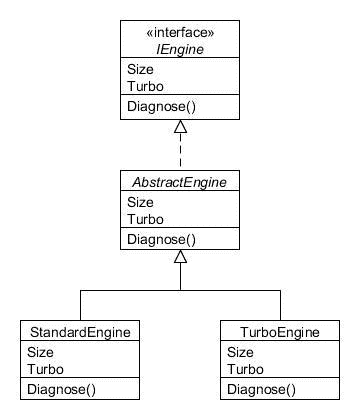 «interface»
IEngine
Size
Turbo
Diagnose()
AbstractEngine
Size
Turbo
Diagnose()
StandardEngine
Size
Turbo
Diagnose()
TurboEngine
Size
Turbo
Diagnose()